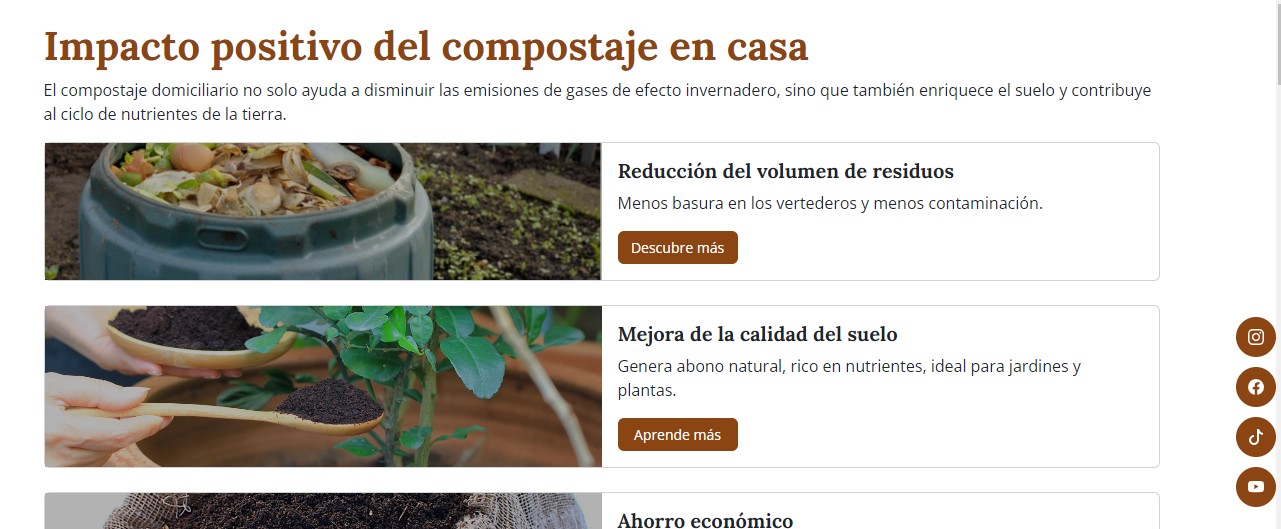 Impacto positivo del compostaje en casa
El compostaje domiciliario no solo ayuda a disminuir las emisiones de gases de efecto invernadero, sino que también enriquece el suelo y contribuye
al ciclo de nutrientes de la tierra.
Reducción del volumen de residuos
Menos basura en los vertederos y menos contaminación.
Descubre más
Mejora de la calidad del suelo
Genera abono natural, rico en nutrientes, ideal para jardines y
plantas.
Aprende más
Ahorro económico